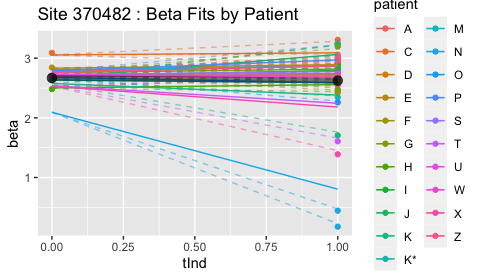 Site 370482 : Beta Fits by Patient
patient
A
C
D
E
F
G
H
I
J
K
K*
M
N
O
P
S
T
U
W
X
Z
beta
3
2
1
0.00
0.25
0.50
0.75
1.00
tInd